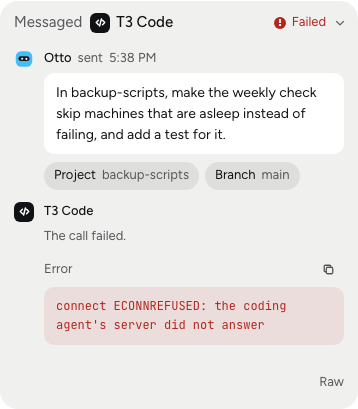 Messaged T3 Code Failed
Otto sent 5:38 PM
In backup-scripts, make the weekly check
skip machines that are asleep instead of
failing, and add a test for it.
Project backup-scripts Branch main
T3 Code
The call failed.
Error
connect ECONNREFUSED: the coding
agent's server did not answer
Raw